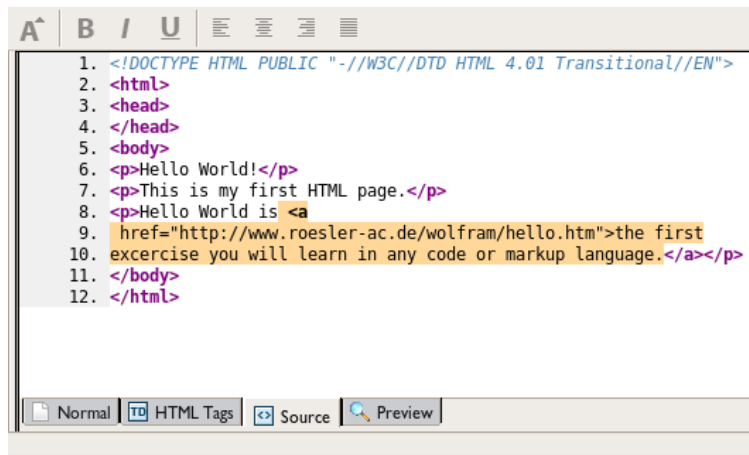 A B I U
1. <!DOCTYPE HTML PUBLIC "-//W3C//DTD HTML 4.01 Transitional//EN">
2. <html>
3. <head>
4. </head>
5. <body>
6. <p>Hello World!</p>
7. <p>This is my first HTML page.</p>
8. <p>Hello World is <a
9. href="http://www.roesler-ac.de/wolfram/hello.htm">the first
10. excercise you will learn in any code or markup language.</a></p>
11. </body>
12. </html>
Normal TD HTML Tags <> Source Preview